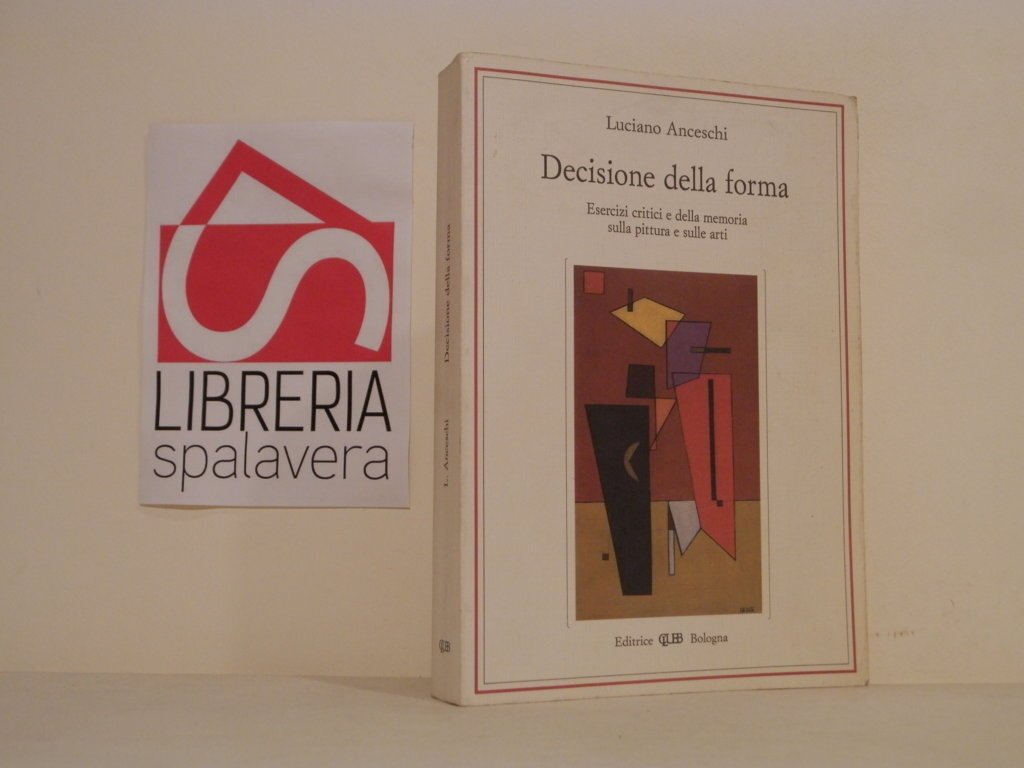 LIBRERIA
spalavera
L. Anceschi
Decisione della forma
CLUEB
Luciano Anceschi
Decisione della forma
Esercizi critici e della memoria
sulla pittura e sulle arti
Editrice CLUEB Bologna